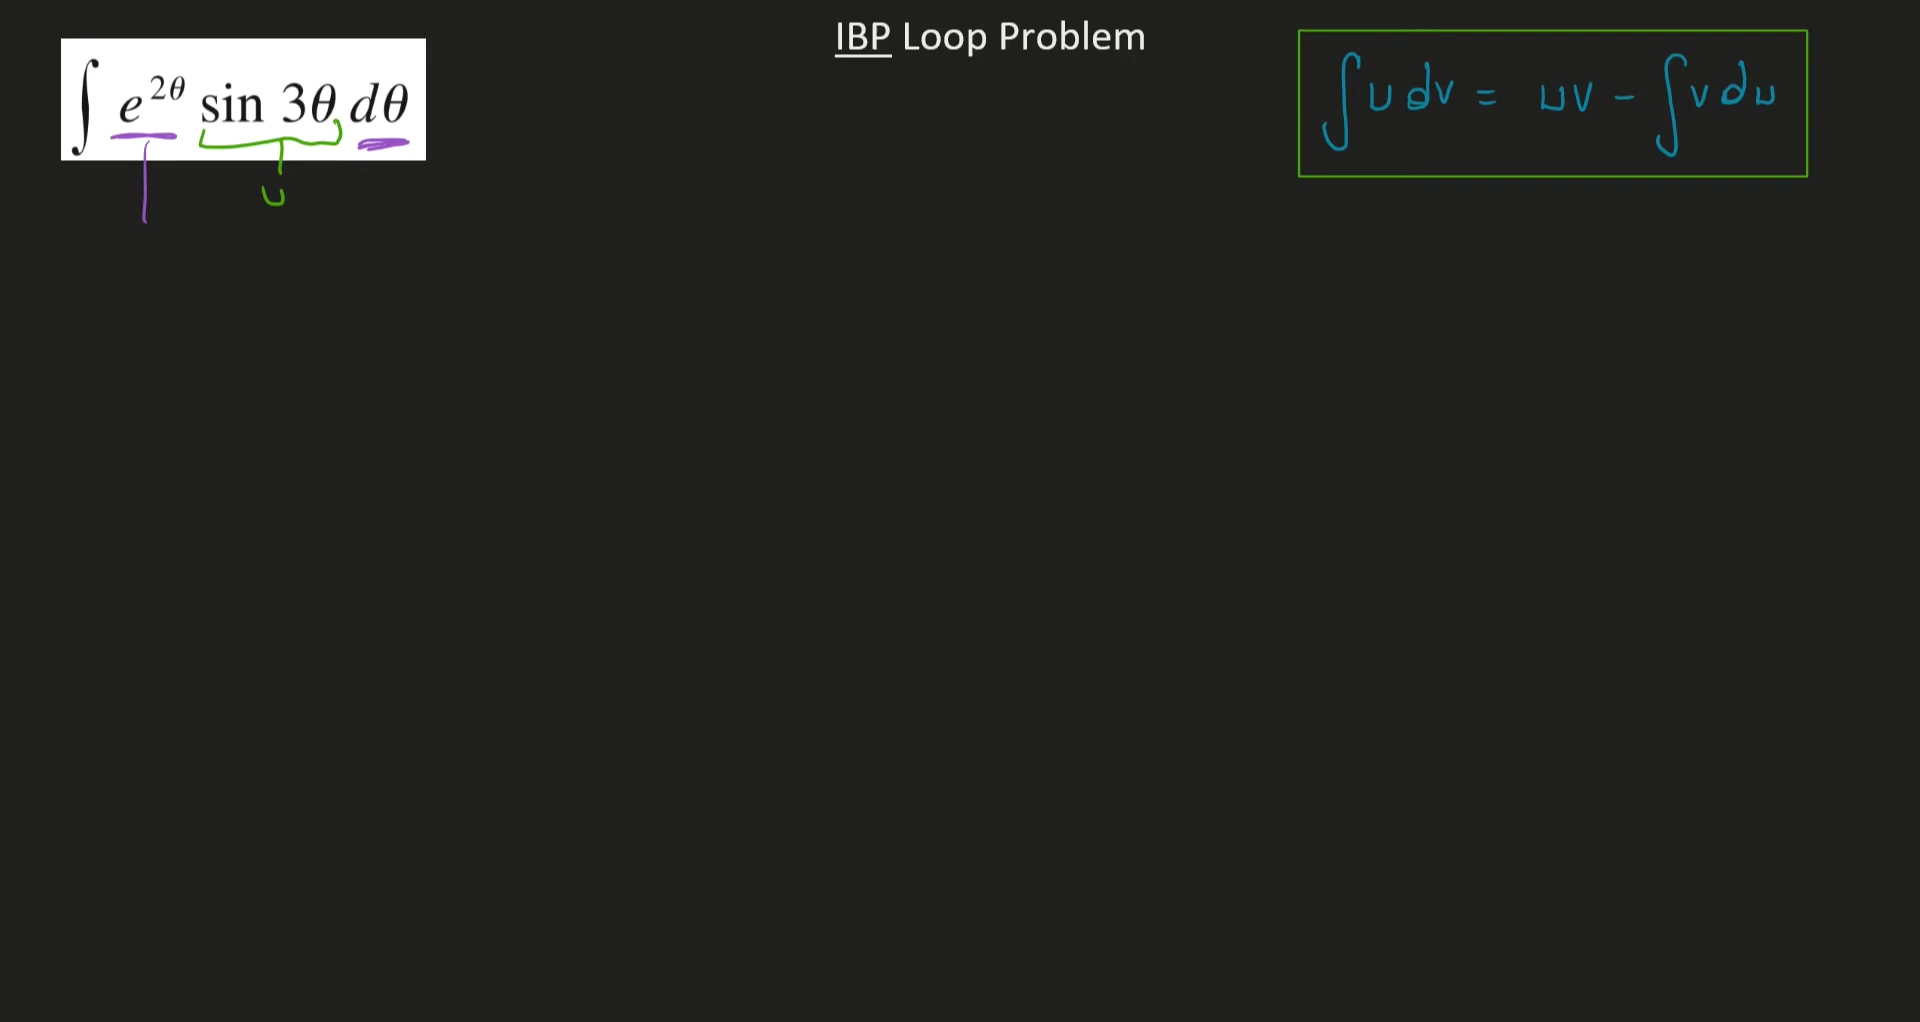 IBP Loop Problem
∫ e^{2θ} sin 3θ dθ
∫ u dv = uv - ∫ v du
u